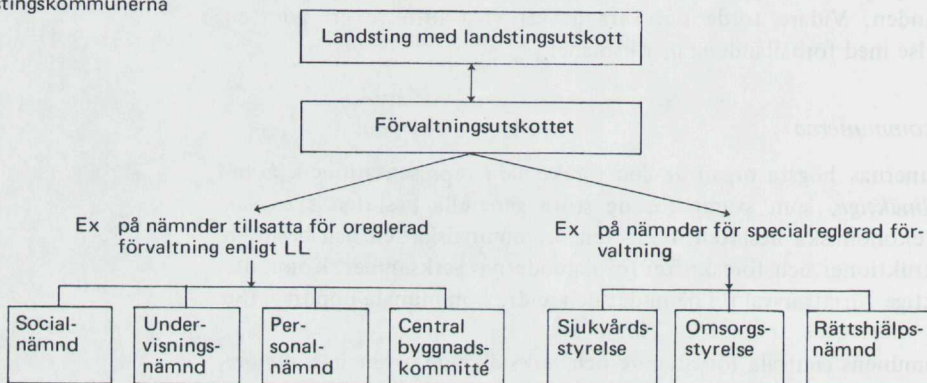 stingskommunerna
Landsting med landstingsutskott
Förvaltningsutskottet
Ex på nämnder tillsatta för oreglerad
förvaltning enligt LL
Ex på nämnder för specialreglerad för-
valtning
Social-
nämnd
Under-
visnings-
nämnd
Per-
sonal-
nämnd
Central
byggnads-
kommitté
Sjukvårds-
styrelse
Omsorgs-
styrelse
Rättshjälps-
nämnd